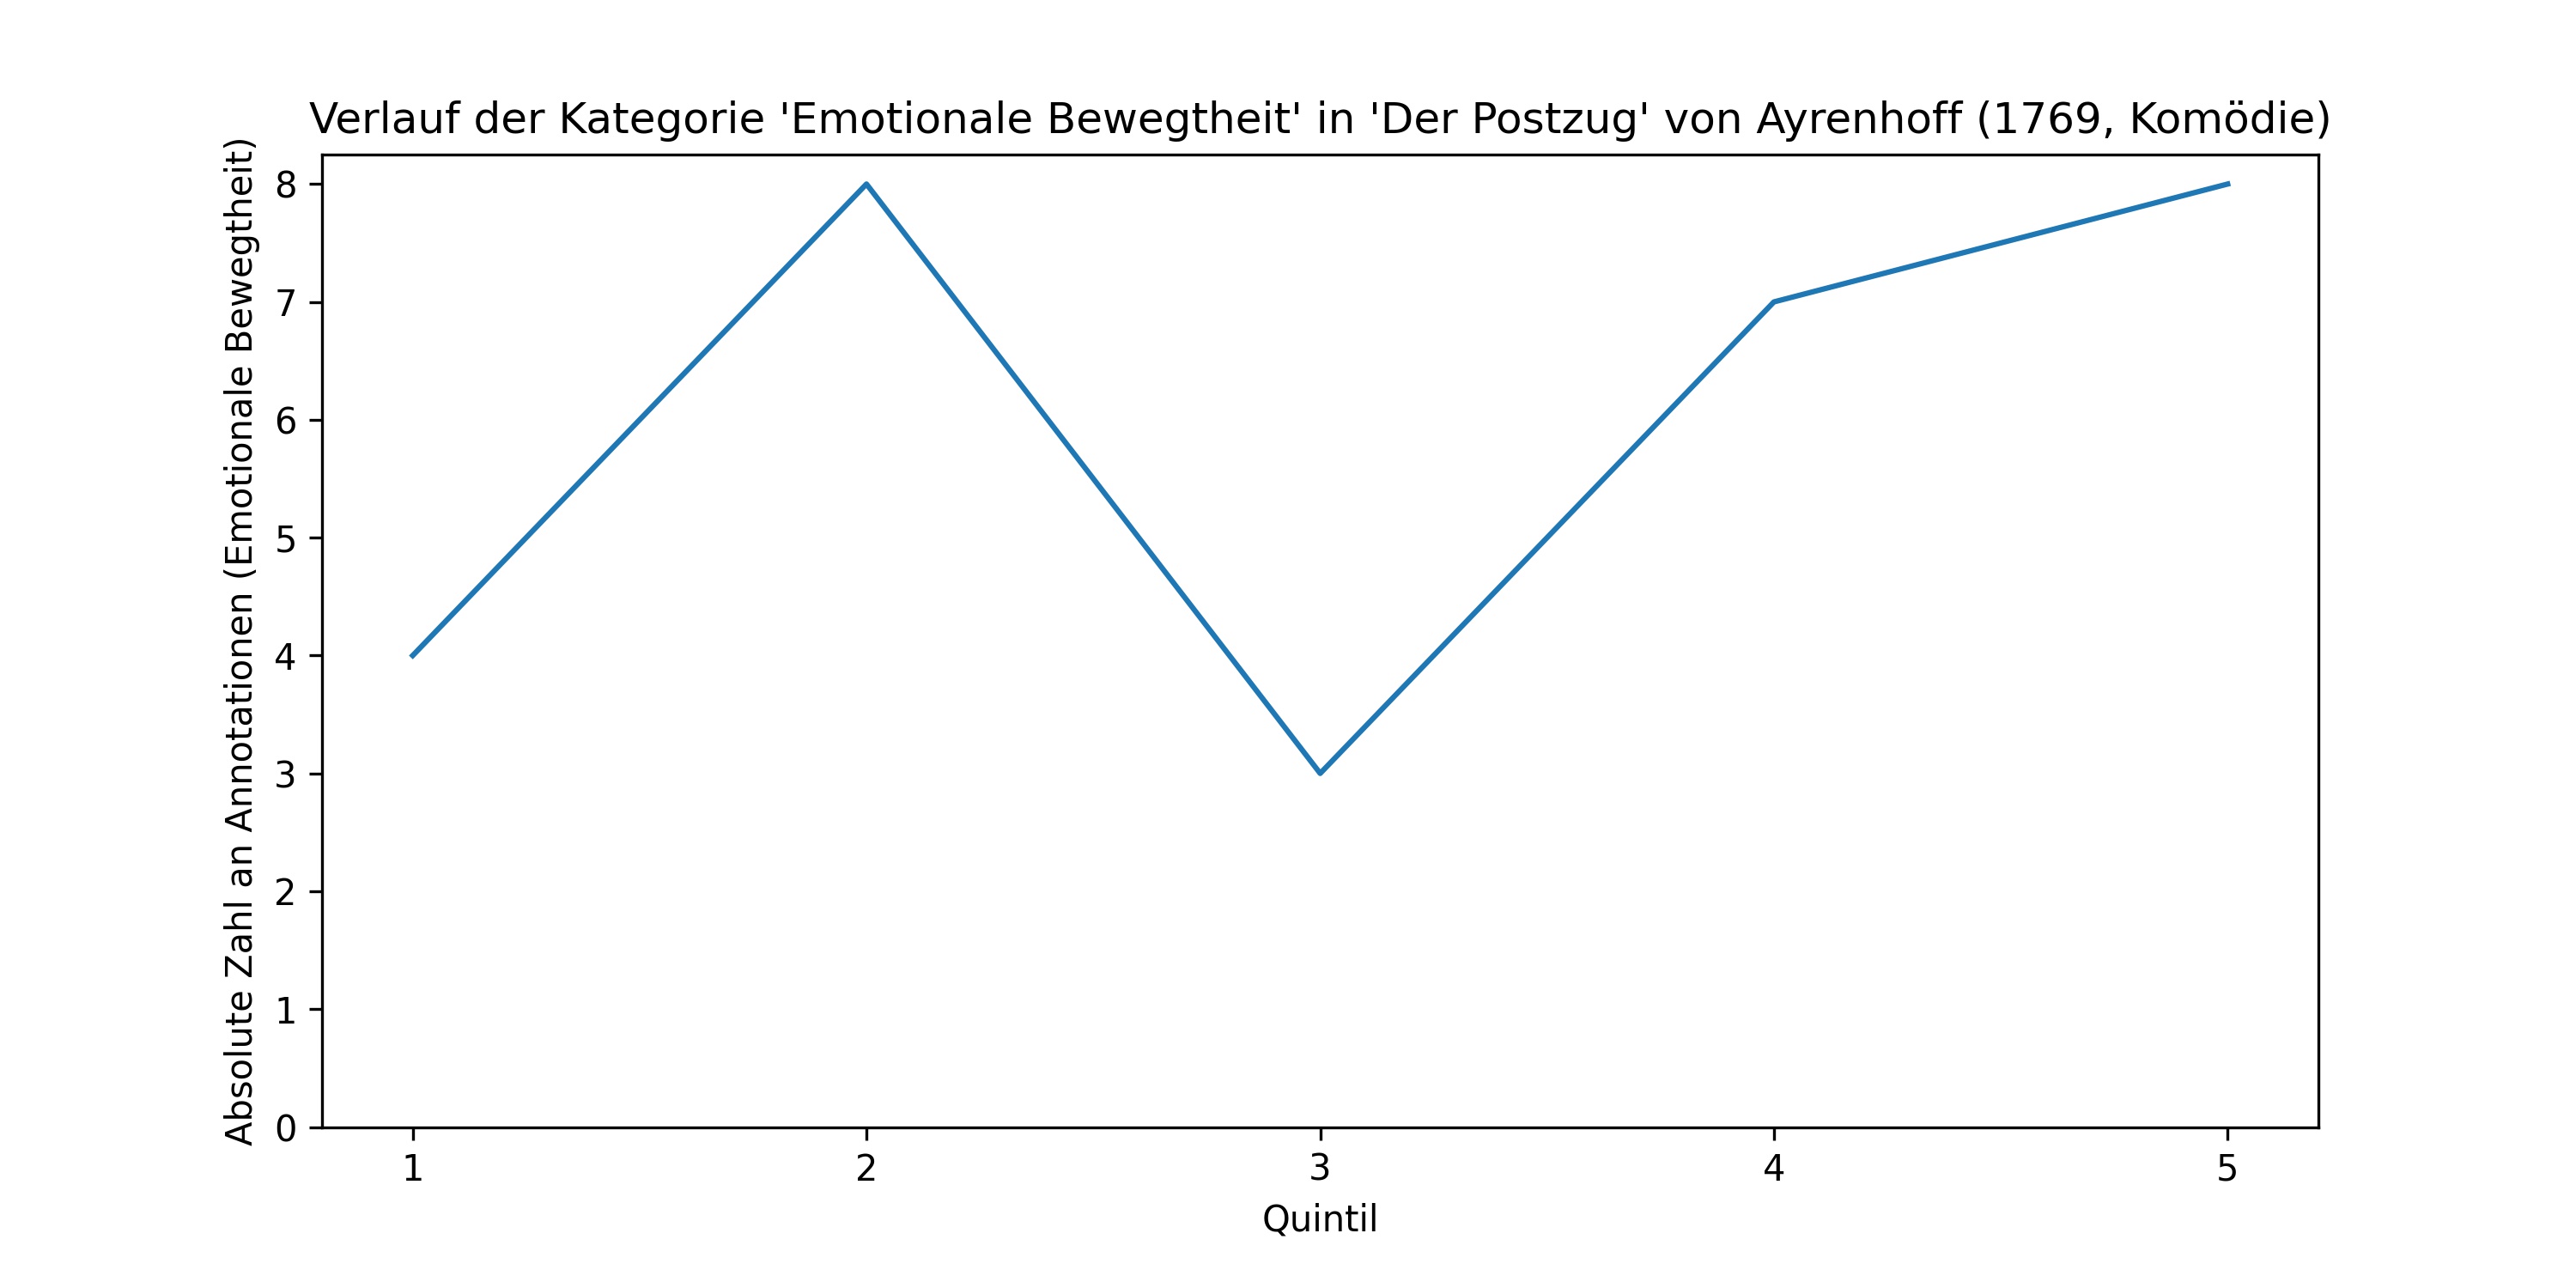 Verlauf der Kategorie 'Emotionale Bewegtheit' in 'Der Postzug' von Ayrenhoff (1769, Komödie)
Absolute Zahl an Annotationen (Emotionale Bewegtheit)
8
7
6
5
4
3
2
1
0
1 2 3 4 5
Quintil